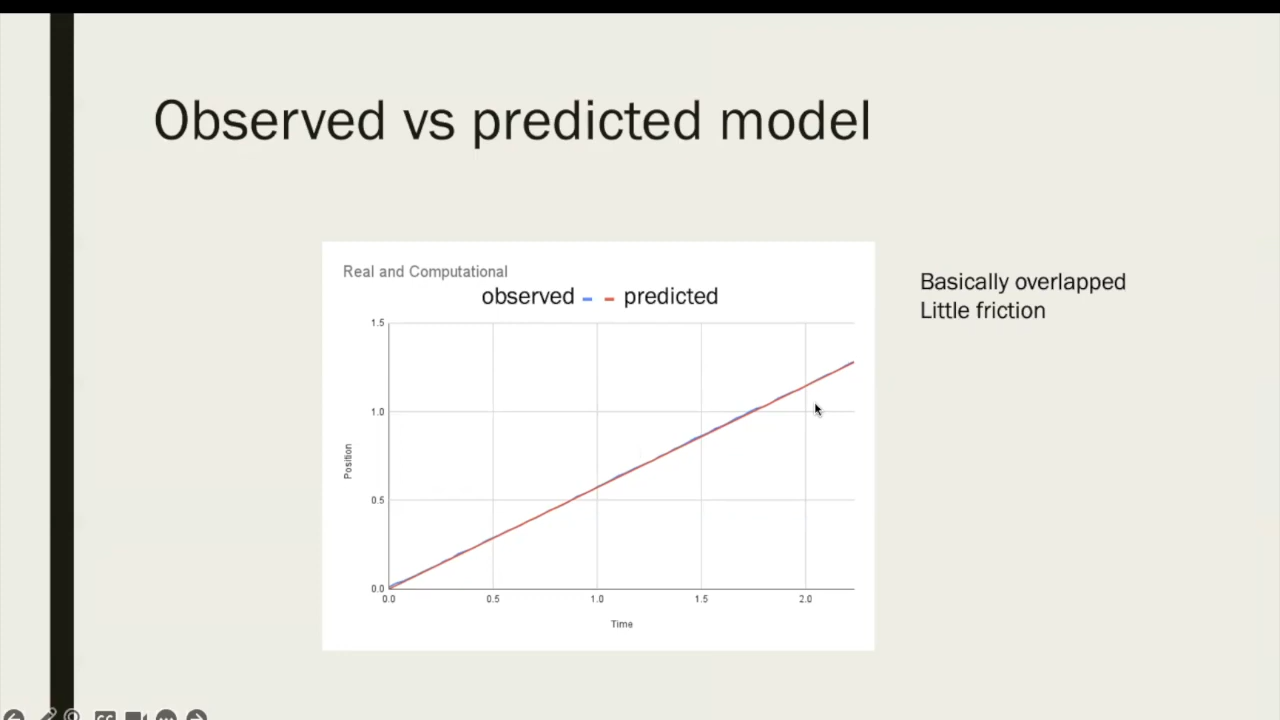 Observed vs predicted model
Real and Computational
observed predicted
1.5
1.0
0.5
0.0
Position
0.0 0.5 1.0 1.5 2.0
Time
Basically overlapped
Little friction
CC